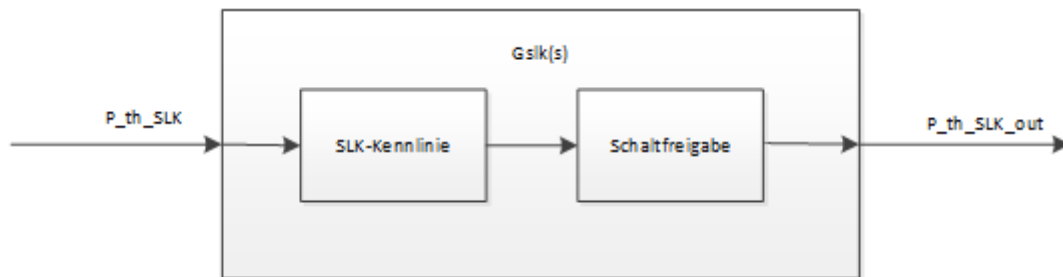 Gslk(s)
P_th_SLK
SLK-Kennlinie
Schaltfreigabe
P_th_SLK_out